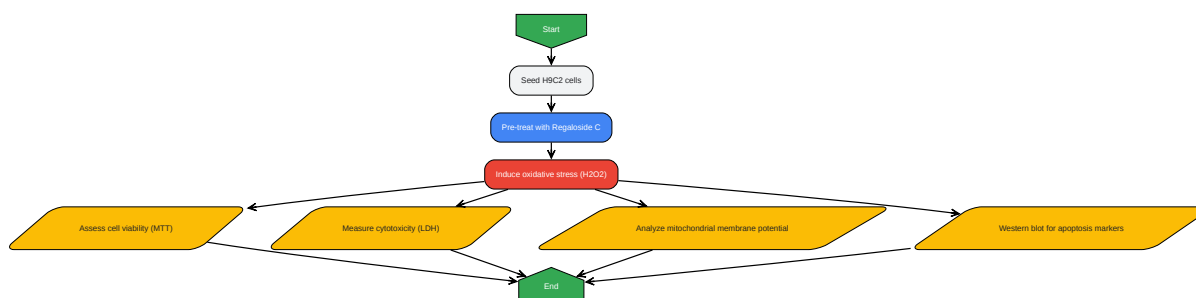 Start
Seed H9C2 cells
Pre-treat with Regaloside C
Induce oxidative stress (H2O2)
Assess cell viability (MTT)
Measure cytotoxicity (LDH)
Analyze mitochondrial membrane potential
Western blot for apoptosis markers
End